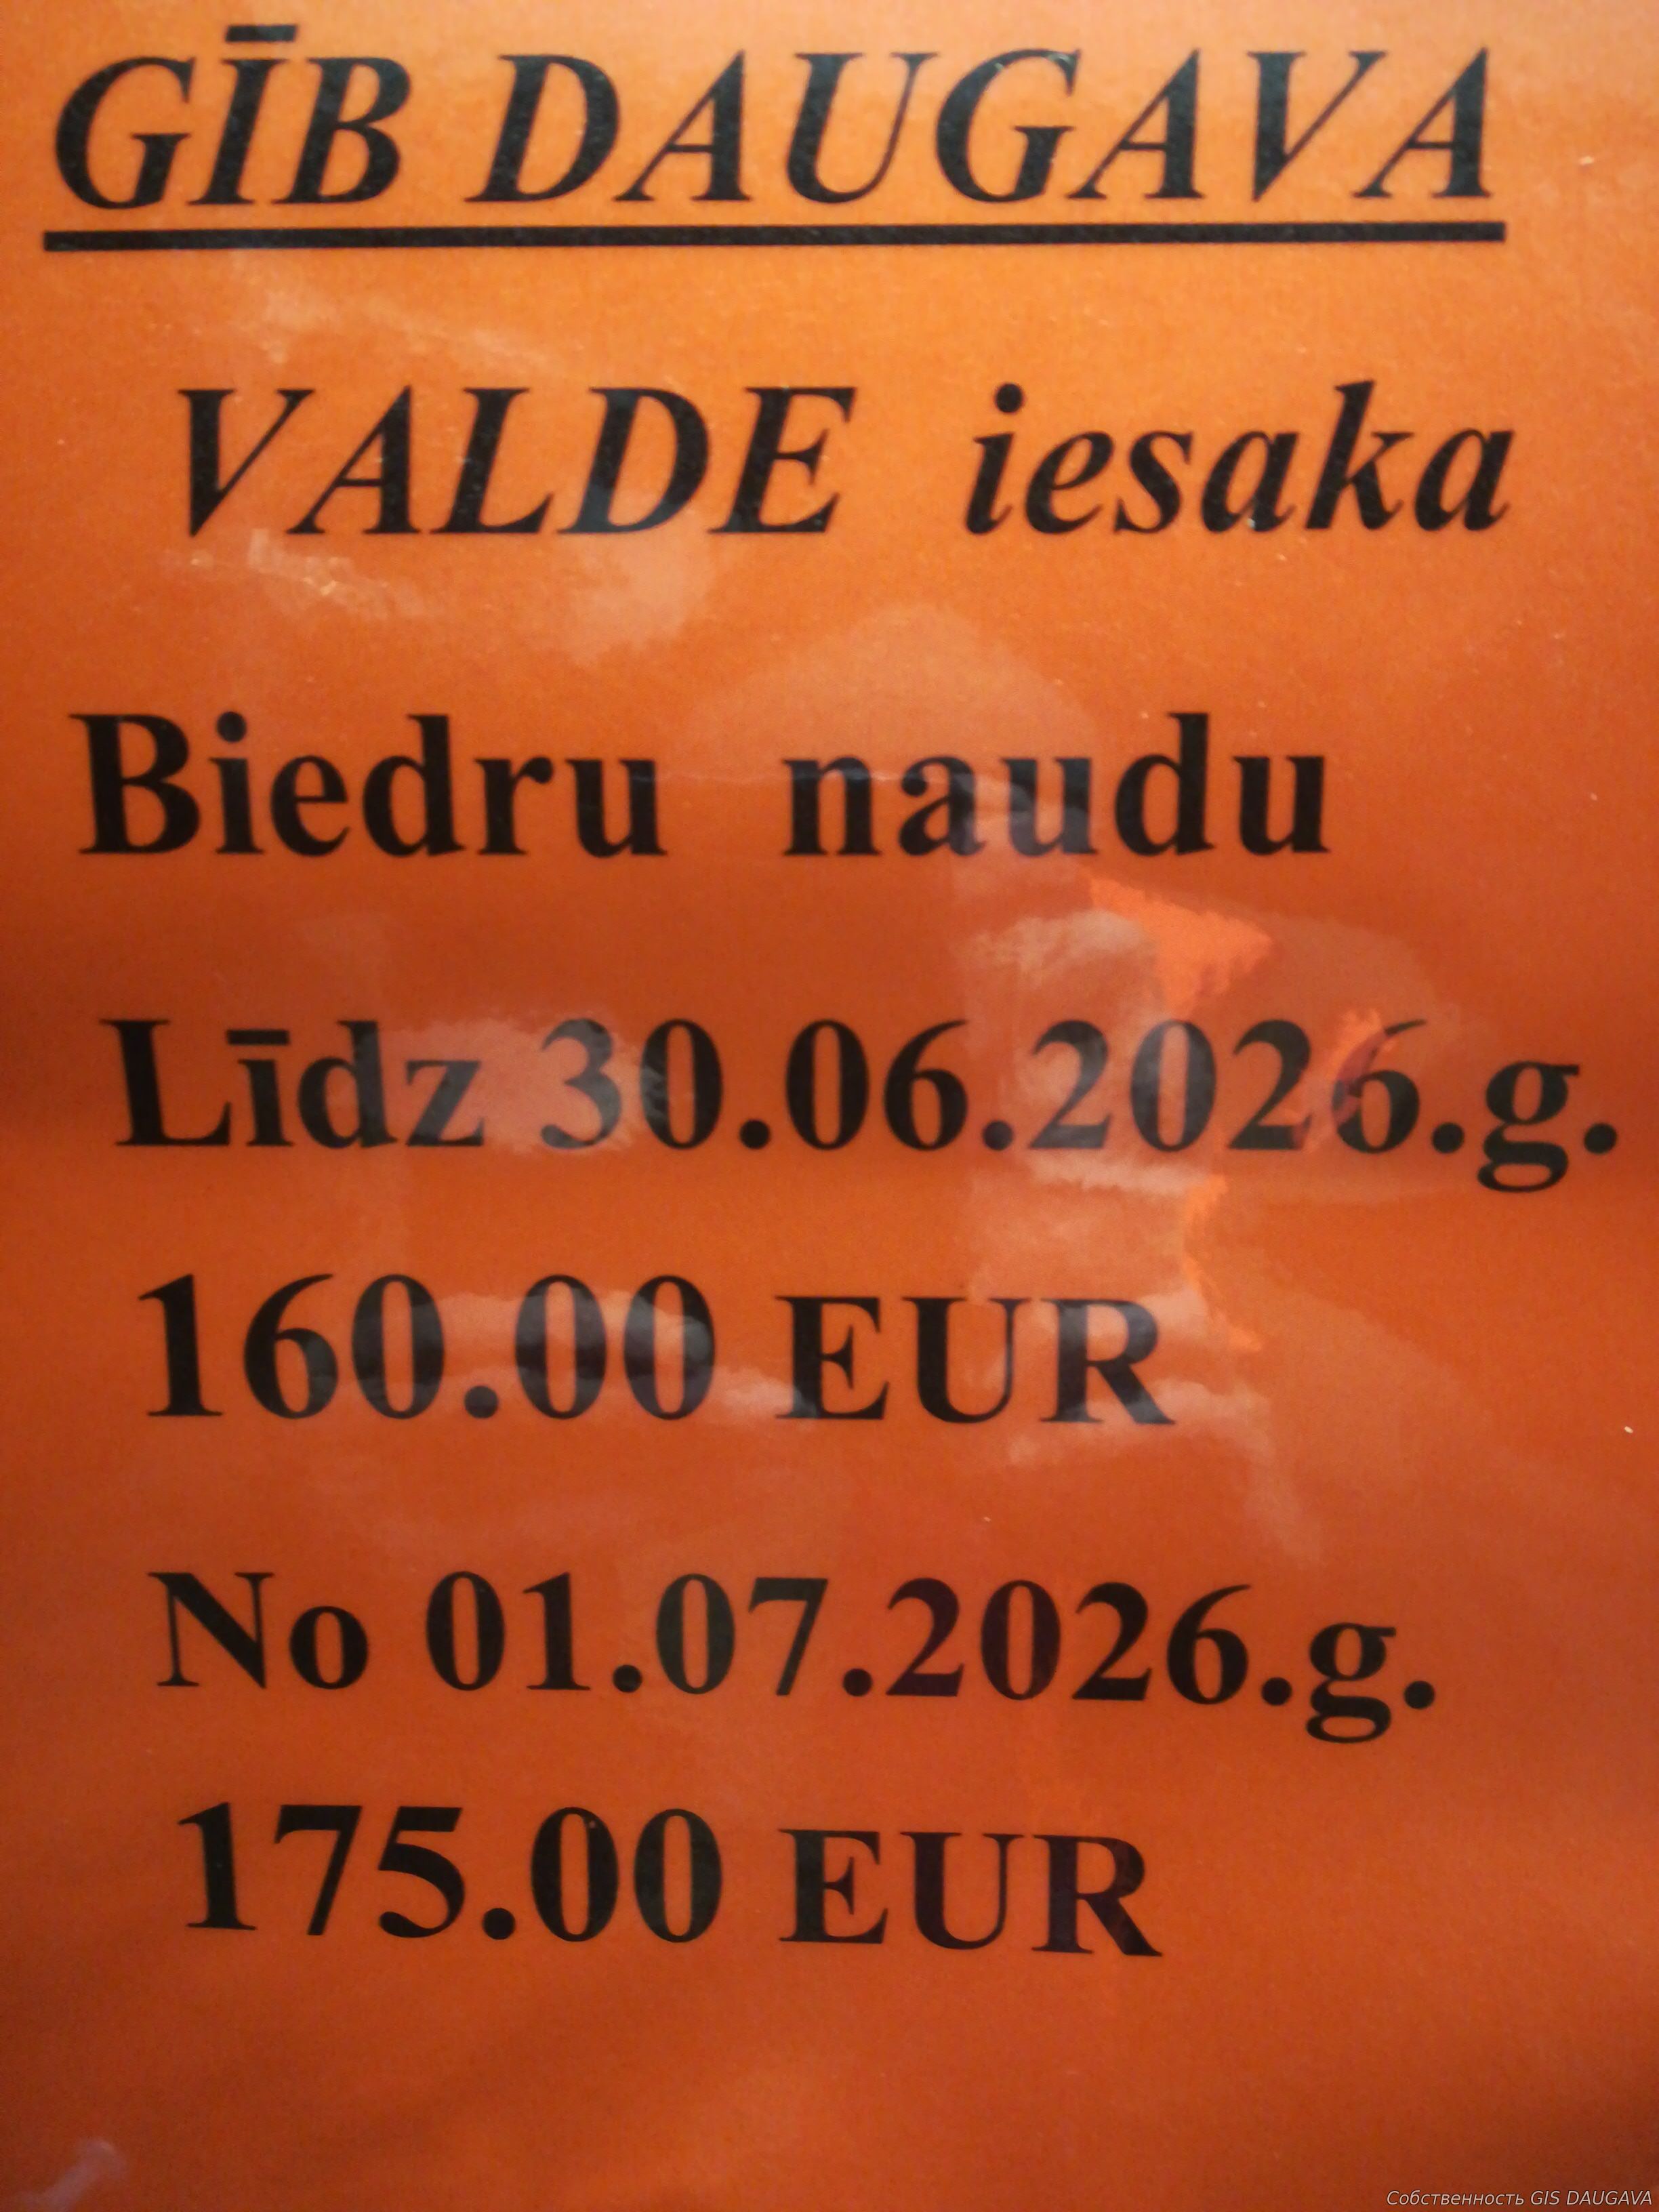 GĪB DAUGAVA
VALDE iesaka
Biedru naudu
Līdz 30.06.2026.g.
160.00 EUR
No 01.07.2026.g.
175.00 EUR
Собственность GIS DAUGAVA